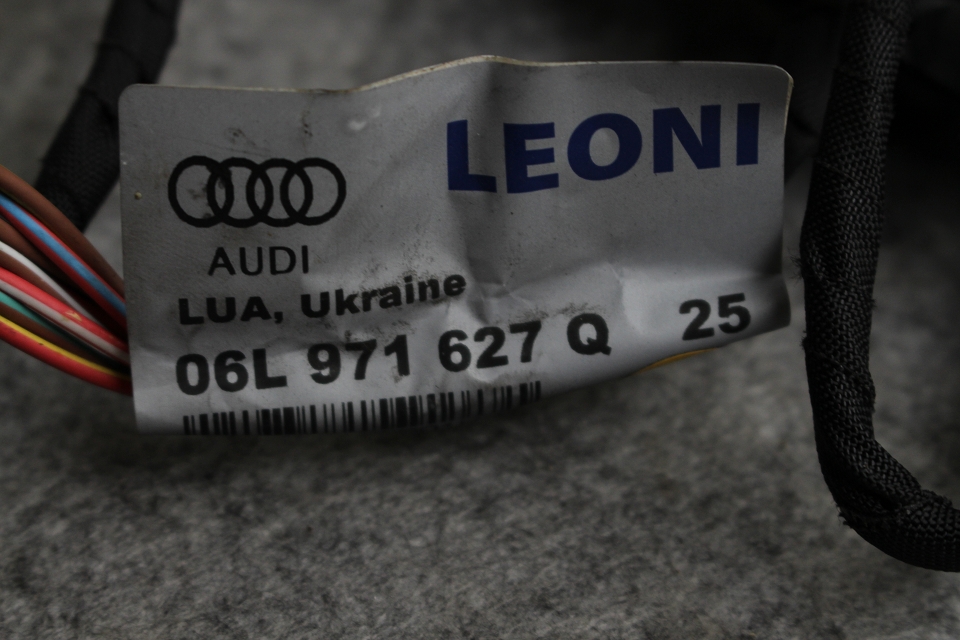 LEONI
AUDI
LUA, Ukraine
06L 971 627 Q 25